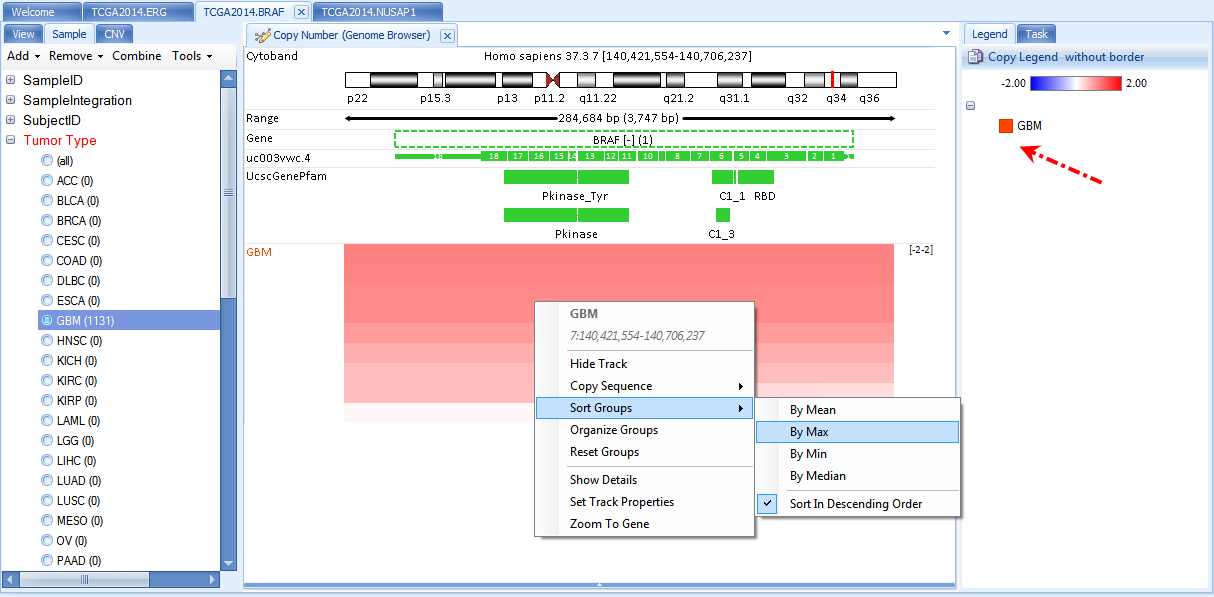 Welcome TCGA2014.ERG TCGA2014.BRAF TCGA2014.NUSAP1
View Sample CNV
Add Remove Combine Tools
SampleID
SampleIntegration
SubjectID
Tumor Type
(all)
ACC (0)
BLCA (0)
BRCA (0)
CESC (0)
COAD (0)
DLBC (0)
ESCA (0)
GBM (1131)
HNSC (0)
KICH (0)
KIRC (0)
KIRP (0)
LAML (0)
LGG (0)
LIHC (0)
LUAD (0)
LUSC (0)
MESO (0)
OV (0)
PAAD (0)
Copy Number (Genome Browser)
Cytoband Homo sapiens 37.3 7 [140,421,554-140,706,237]
p22 p15.3 p13 p11.2 q11.22 q21.2 q31.1 q32 q34 q36
Range 284,684 bp (3,747 bp)
Gene BRAF [-] (1)
uc003vwc.4 18 18 17 16 15 14 13 12 11 10 8 7 6 5 4 3 2 1
UcscGenePfam
Pkinase_Tyr C1_1 RBD
Pkinase C1_3
GBM [-2-2]
GBM
7:140,421,554-140,706,237
Hide Track
Copy Sequence
Sort Groups
Organize Groups
Reset Groups
Show Details
Set Track Properties
Zoom To Gene
By Mean
By Max
By Min
By Median
Sort In Descending Order
Legend Task
Copy Legend without border
-2.00 2.00
GBM